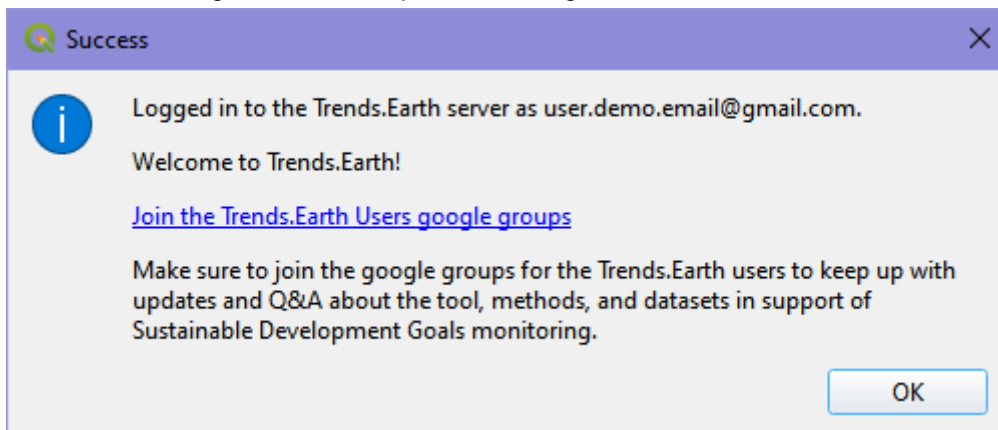 Success
Logged in to the Trends.Earth server as user.demo.email@gmail.com.
Welcome to Trends.Earth!
Join the Trends.Earth Users google groups
Make sure to join the google groups for the Trends.Earth users to keep up with
updates and Q&A about the tool, methods, and datasets in support of
Sustainable Development Goals monitoring.
OK